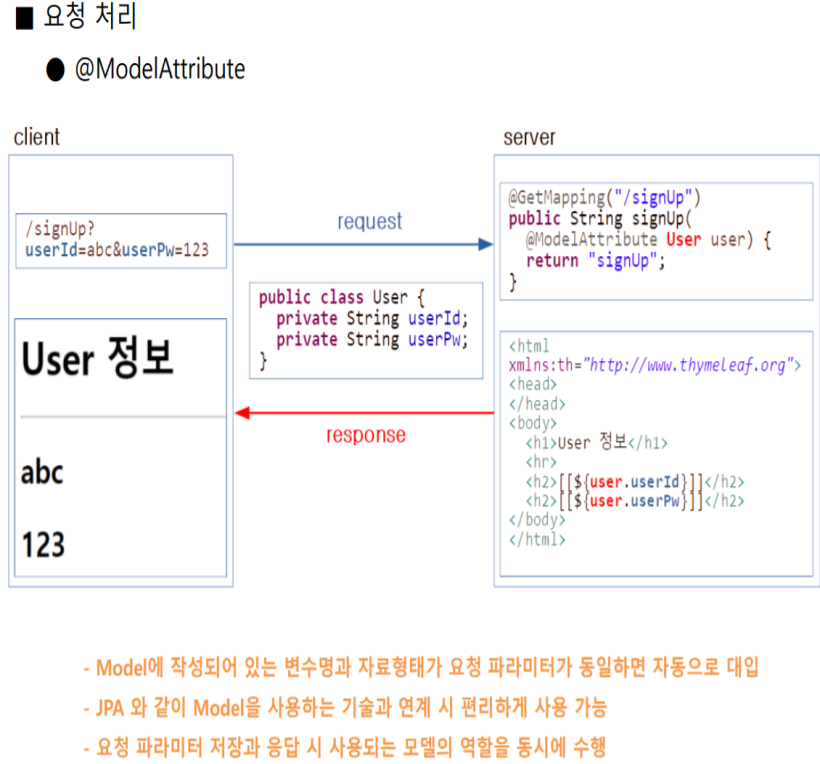 ■ 요청 처리
● @ModelAttribute
client
/signUp?
userId=abc&userPw=123
User 정보
abc
123
request
public class User {
private String userId;
private String userPw;
}
response
server
@GetMapping("/signUp")
public String signUp(
@ModelAttribute User user) {
return "signUp";
}
<html
xmlns:th="http://www.thymeleaf.org">
<head>
</head>
<body>
<h1>User 정보</h1>
<hr>
<h2>[[${user.userId}]]</h2>
<h2>[[${user.userPw}]]</h2>
</body>
</html>
- Model에 작성되어 있는 변수명과 자료형태가 요청 파라미터가 동일하면 자동으로 대입
- JPA 와 같이 Model을 사용하는 기술과 연계 시 편리하게 사용 가능
- 요청 파라미터 저장과 응답 시 사용되는 모델의 역할을 동시에 수행